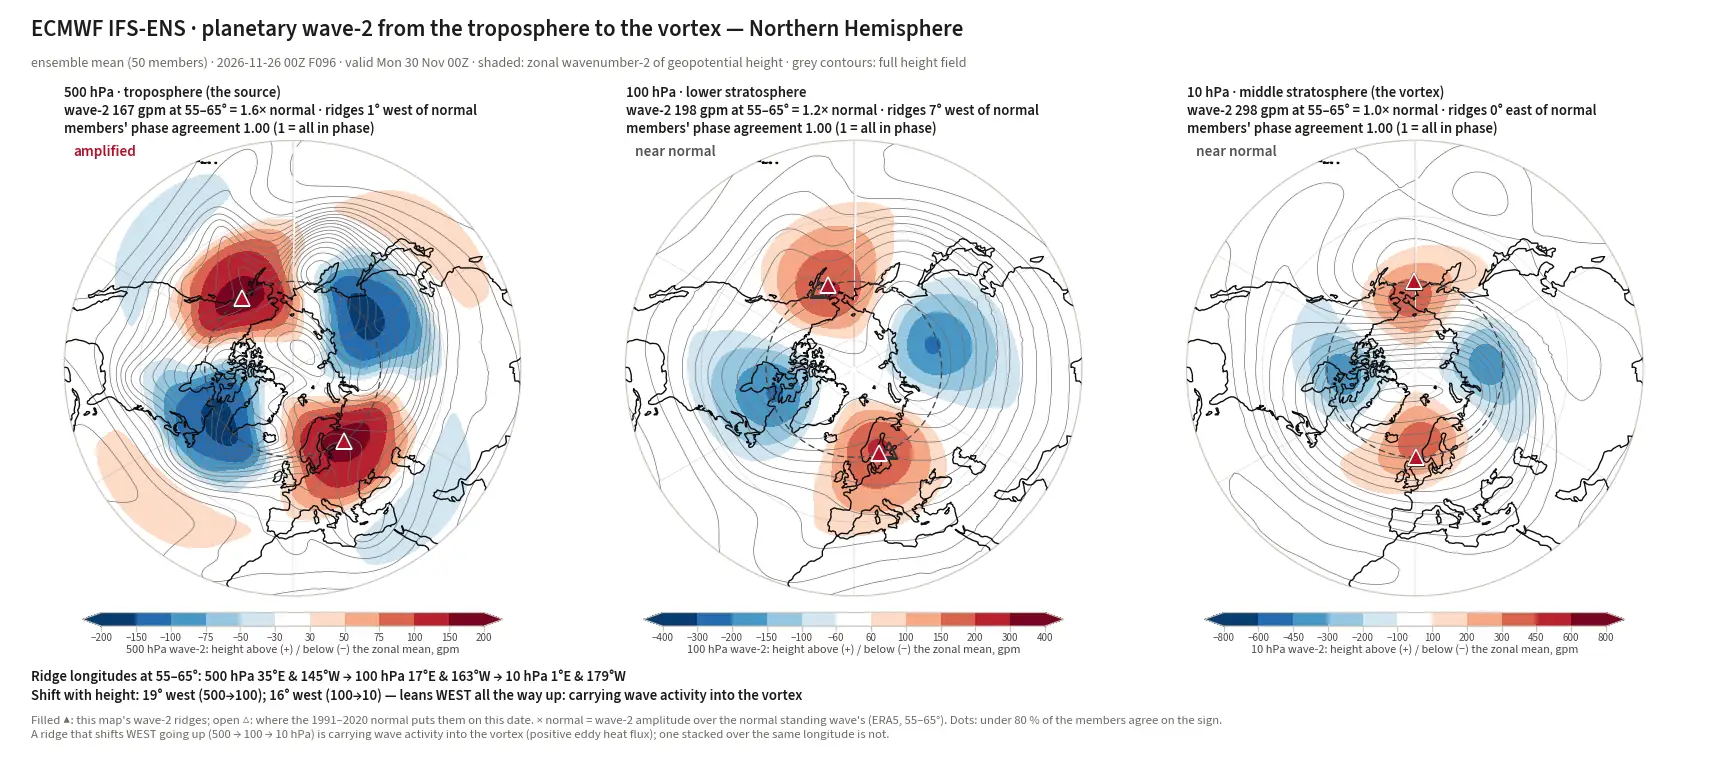 ECMWF IFS-ENS · planetary wave-2 from the troposphere to the vortex — Northern Hemisphere
ensemble mean (50 members) · 2026-11-26 00Z F096 · valid Mon 30 Nov 00Z · shaded: zonal wavenumber-2 of geopotential height · grey contours: full height field
500 hPa · troposphere (the source)
wave-2 167 gpm at 55–65° = 1.6× normal · ridges 1° west of normal
members' phase agreement 1.00 (1 = all in phase)
amplified
100 hPa · lower stratosphere
wave-2 198 gpm at 55–65° = 1.2× normal · ridges 7° west of normal
members' phase agreement 1.00 (1 = all in phase)
near normal
10 hPa · middle stratosphere (the vortex)
wave-2 298 gpm at 55–65° = 1.0× normal · ridges 0° east of normal
members' phase agreement 1.00 (1 = all in phase)
near normal
−200 −150 −100 −75 −50 −30 30 50 75 100 150 200
500 hPa wave-2: height above (+) / below (−) the zonal mean, gpm
−400 −300 −200 −150 −100 −60 60 100 150 200 300 400
100 hPa wave-2: height above (+) / below (−) the zonal mean, gpm
−800 −600 −450 −300 −200 −100 100 200 300 450 600 800
10 hPa wave-2: height above (+) / below (−) the zonal mean, gpm
Ridge longitudes at 55–65°: 500 hPa 35°E & 145°W → 100 hPa 17°E & 163°W → 10 hPa 1°E & 179°W
Shift with height: 19° west (500→100); 16° west (100→10) — leans WEST all the way up: carrying wave activity into the vortex
Filled ▲: this map's wave-2 ridges; open △: where the 1991–2020 normal puts them on this date. × normal = wave-2 amplitude over the normal standing wave's (ERA5, 55–65°). Dots: under 80 % of the members agree on the sign.
A ridge that shifts WEST going up (500 → 100 → 10 hPa) is carrying wave activity into the vortex (positive eddy heat flux); one stacked over the same longitude is not.